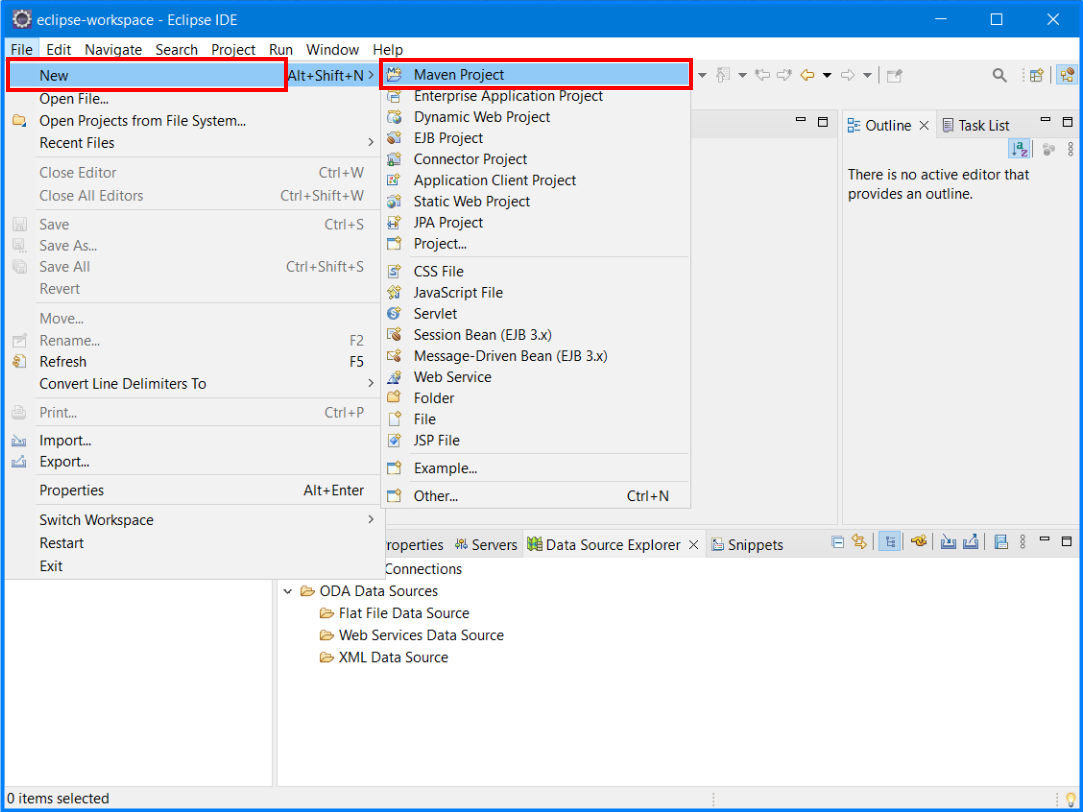 eclipse-workspace - Eclipse IDE
File Edit Navigate Search Project Run Window Help
New Alt+Shift+N
Open File...
Open Projects from File System...
Recent Files
Close Editor Ctrl+W
Close All Editors Ctrl+Shift+W
Save Ctrl+S
Save As...
Save All Ctrl+Shift+S
Revert
Move...
Rename... F2
Refresh F5
Convert Line Delimiters To
Print... Ctrl+P
Import...
Export...
Properties Alt+Enter
Switch Workspace
Restart
Exit
Maven Project
Enterprise Application Project
Dynamic Web Project
EJB Project
Connector Project
Application Client Project
Static Web Project
JPA Project
Project...
CSS File
JavaScript File
Servlet
Session Bean (EJB 3.x)
Message-Driven Bean (EJB 3.x)
Web Service
Folder
File
JSP File
Example...
Other... Ctrl+N
Outline Task List
There is no active editor that
provides an outline.
roperties Servers Data Source Explorer Snippets
Connections
ODA Data Sources
Flat File Data Source
Web Services Data Source
XML Data Source
0 items selected